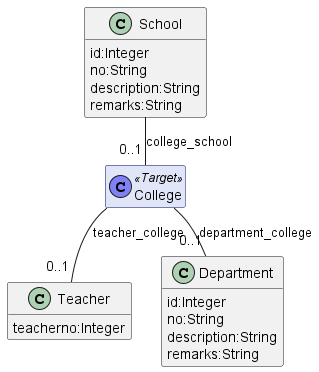 C School
id:Integer
no:String
description:String
remarks:String
college_school
0..1
C «Target»
College
teacher_college
department_college
0..1
0..1
C Teacher
teacherno:Integer
C Department
id:Integer
no:String
description:String
remarks:String